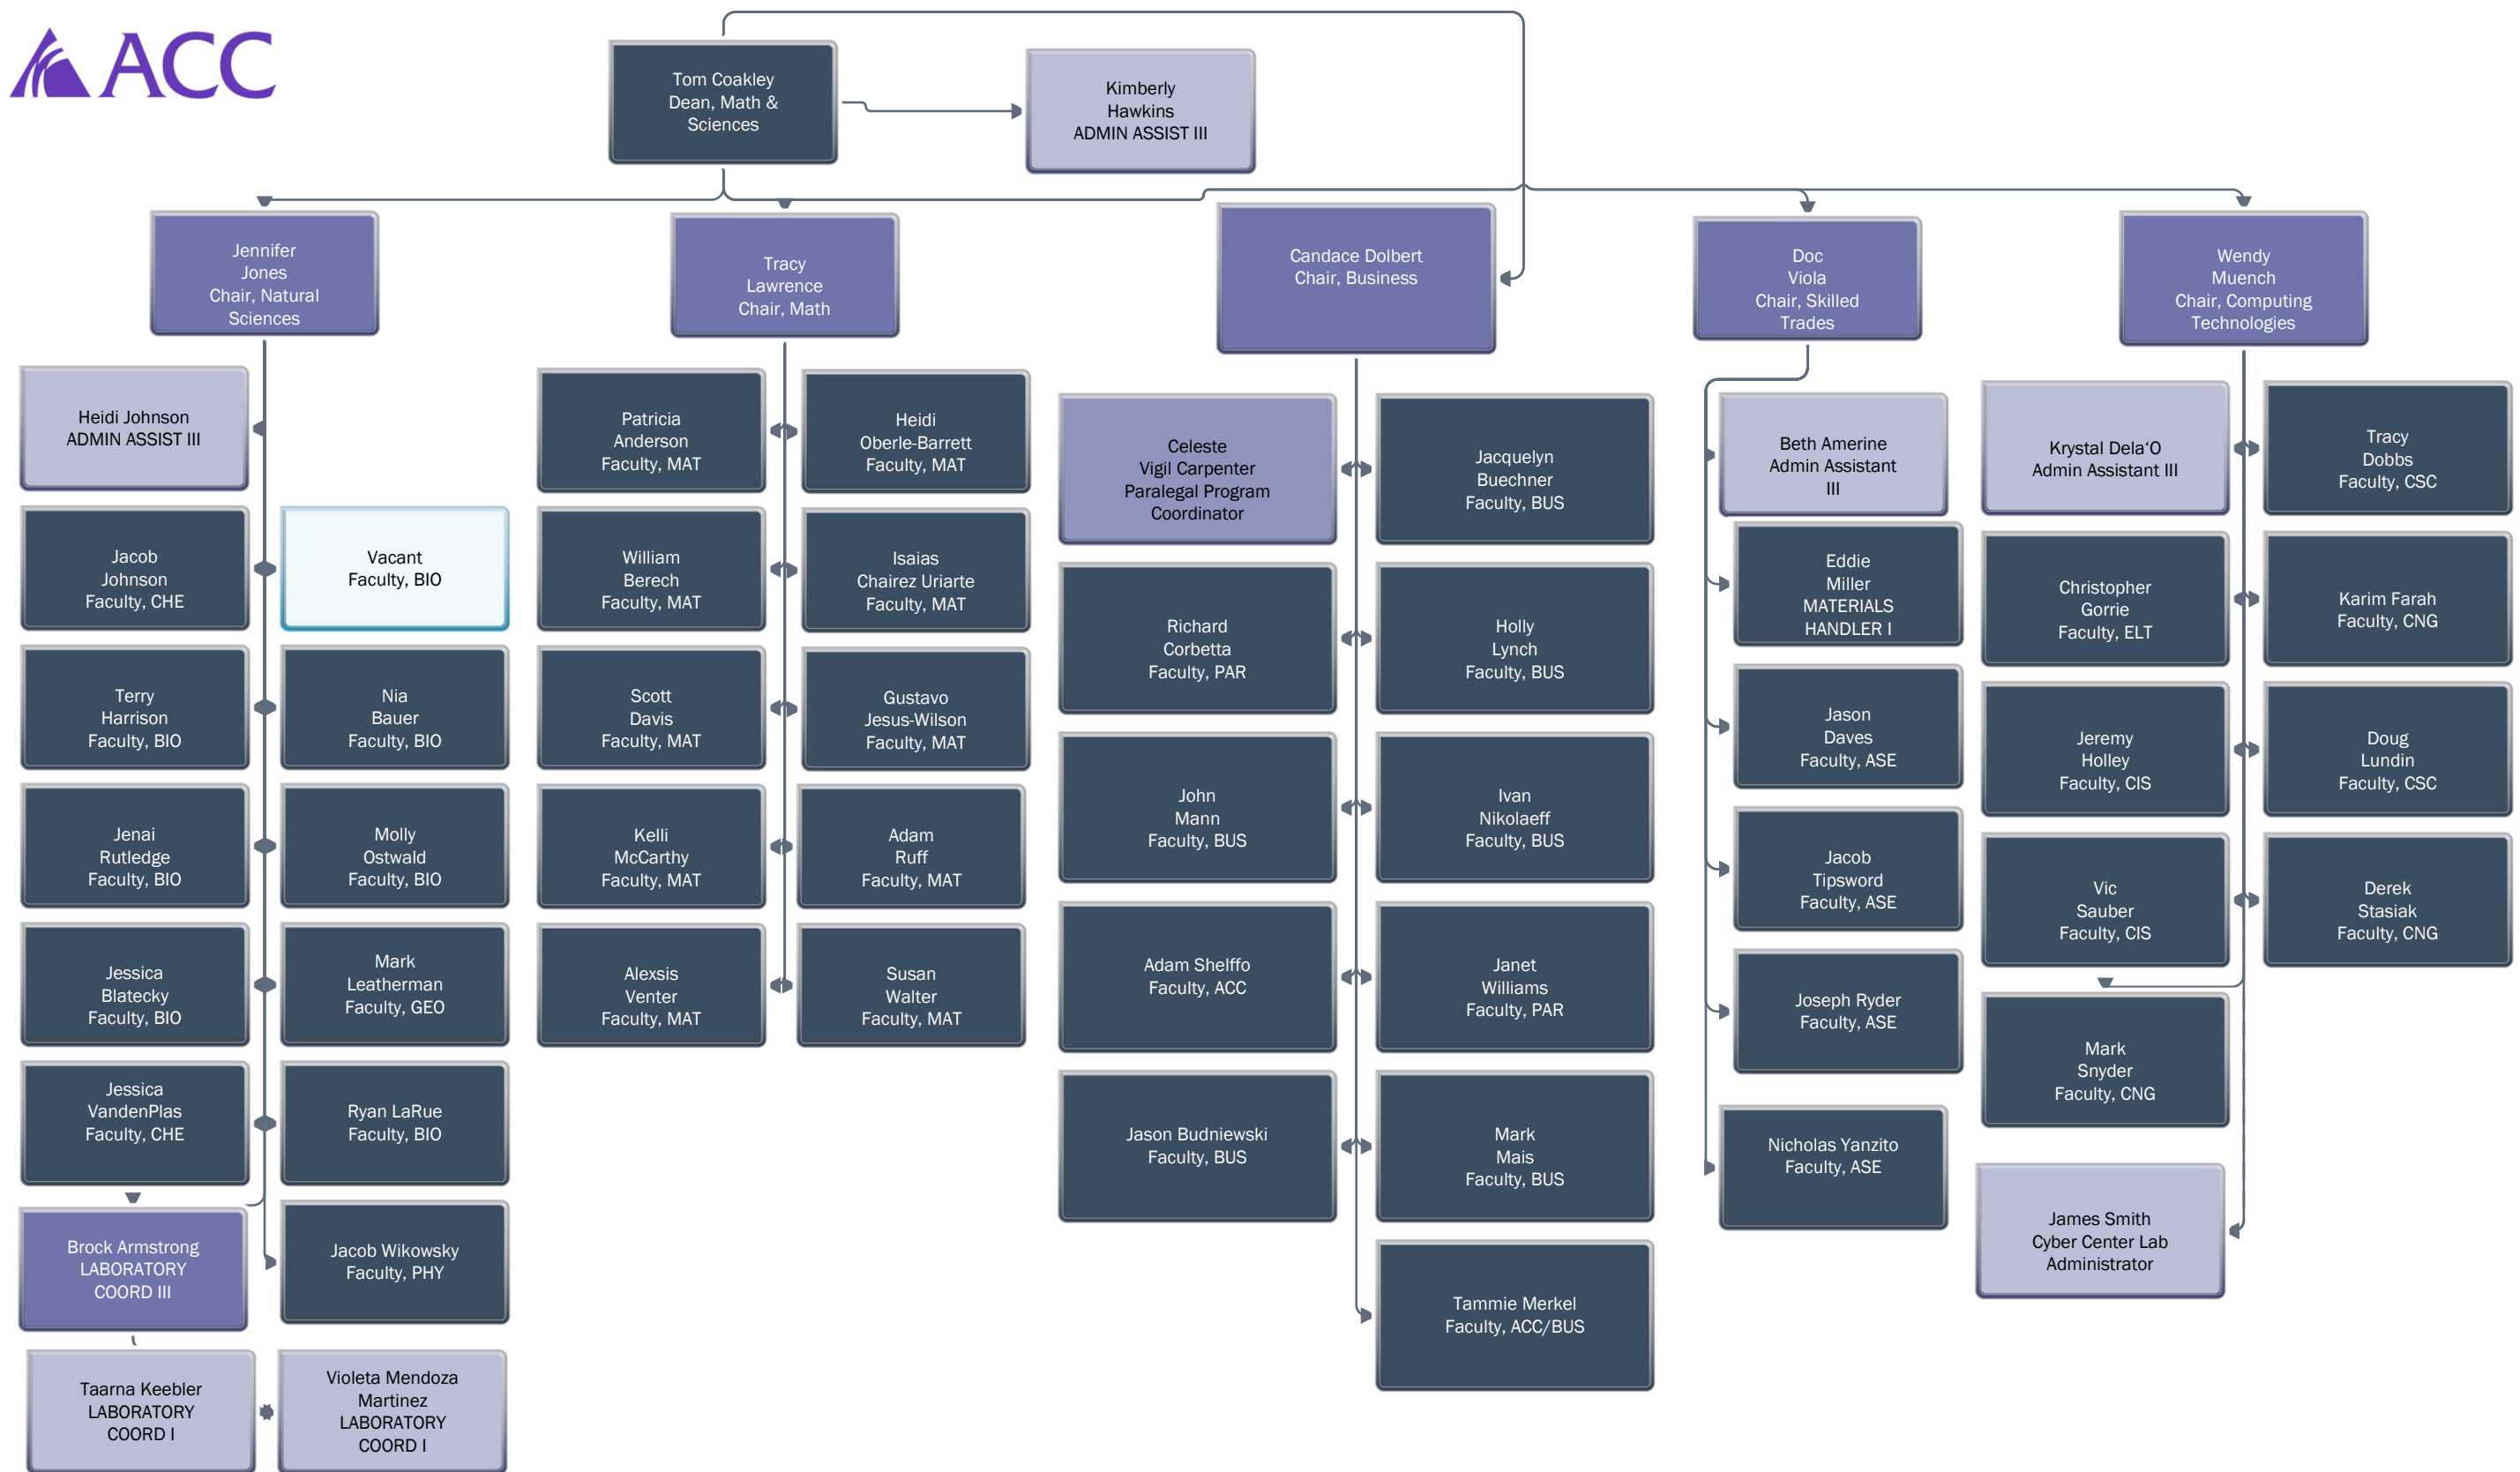 ACC
Tom Coakley
Dean, Math &
Sciences
Kimberly
Hawkins
ADMIN ASSIST III
Jennifer
Jones
Chair, Natural
Sciences
Tracy
Lawrence
Chair, Math
Candace Dolbert
Chair, Business
Doc
Viola
Chair, Skilled
Trades
Wendy
Muench
Chair, Computing
Technologies
Heidi Johnson
ADMIN ASSIST III
Jacob
Johnson
Faculty, CHE
Vacant
Faculty, BIO
Terry
Harrison
Faculty, BIO
Nia
Bauer
Faculty, BIO
Jenai
Rutledge
Faculty, BIO
Molly
Ostwald
Faculty, BIO
Jessica
Blatecky
Faculty, BIO
Mark
Leatherman
Faculty, GEO
Jessica
VandenPlas
Faculty, CHE
Ryan LaRue
Faculty, BIO
Brock Armstrong
LABORATORY
COORD III
Jacob Wikowsky
Faculty, PHY
Taarna Keebler
LABORATORY
COORD I
Violeta Mendoza
Martinez
LABORATORY
COORD I
Patricia
Anderson
Faculty, MAT
Heidi
Oberle-Barrett
Faculty, MAT
William
Berech
Faculty, MAT
Isaias
Chairez Uriarte
Faculty, MAT
Scott
Davis
Faculty, MAT
Gustavo
Jesus-Wilson
Faculty, MAT
Kelli
McCarthy
Faculty, MAT
Adam
Ruff
Faculty, MAT
Alexsis
Venter
Faculty, MAT
Susan
Walter
Faculty, MAT
Celeste
Vigil Carpenter
Paralegal Program
Coordinator
Jacquelyn
Buechner
Faculty, BUS
Richard
Corbetta
Faculty, PAR
Holly
Lynch
Faculty, BUS
John
Mann
Faculty, BUS
Ivan
Nikolaeff
Faculty, BUS
Adam Shelffo
Faculty, ACC
Janet
Williams
Faculty, PAR
Jason Budniewski
Faculty, BUS
Mark
Mais
Faculty, BUS
Tammie Merkel
Faculty, ACC/BUS
Beth Amerine
Admin Assistant
III
Eddie
Miller
MATERIALS
HANDLER I
Jason
Daves
Faculty, ASE
Jacob
Tipsword
Faculty, ASE
Joseph Ryder
Faculty, ASE
Nicholas Yanzito
Faculty, ASE
Krystal Dela‘O
Admin Assistant III
Tracy
Dobbs
Faculty, CSC
Christopher
Gorrie
Faculty, ELT
Karim Farah
Faculty, CNG
Jeremy
Holley
Faculty, CIS
Doug
Lundin
Faculty, CSC
Vic
Sauber
Faculty, CIS
Derek
Stasiak
Faculty, CNG
Mark
Snyder
Faculty, CNG
James Smith
Cyber Center Lab
Administrator